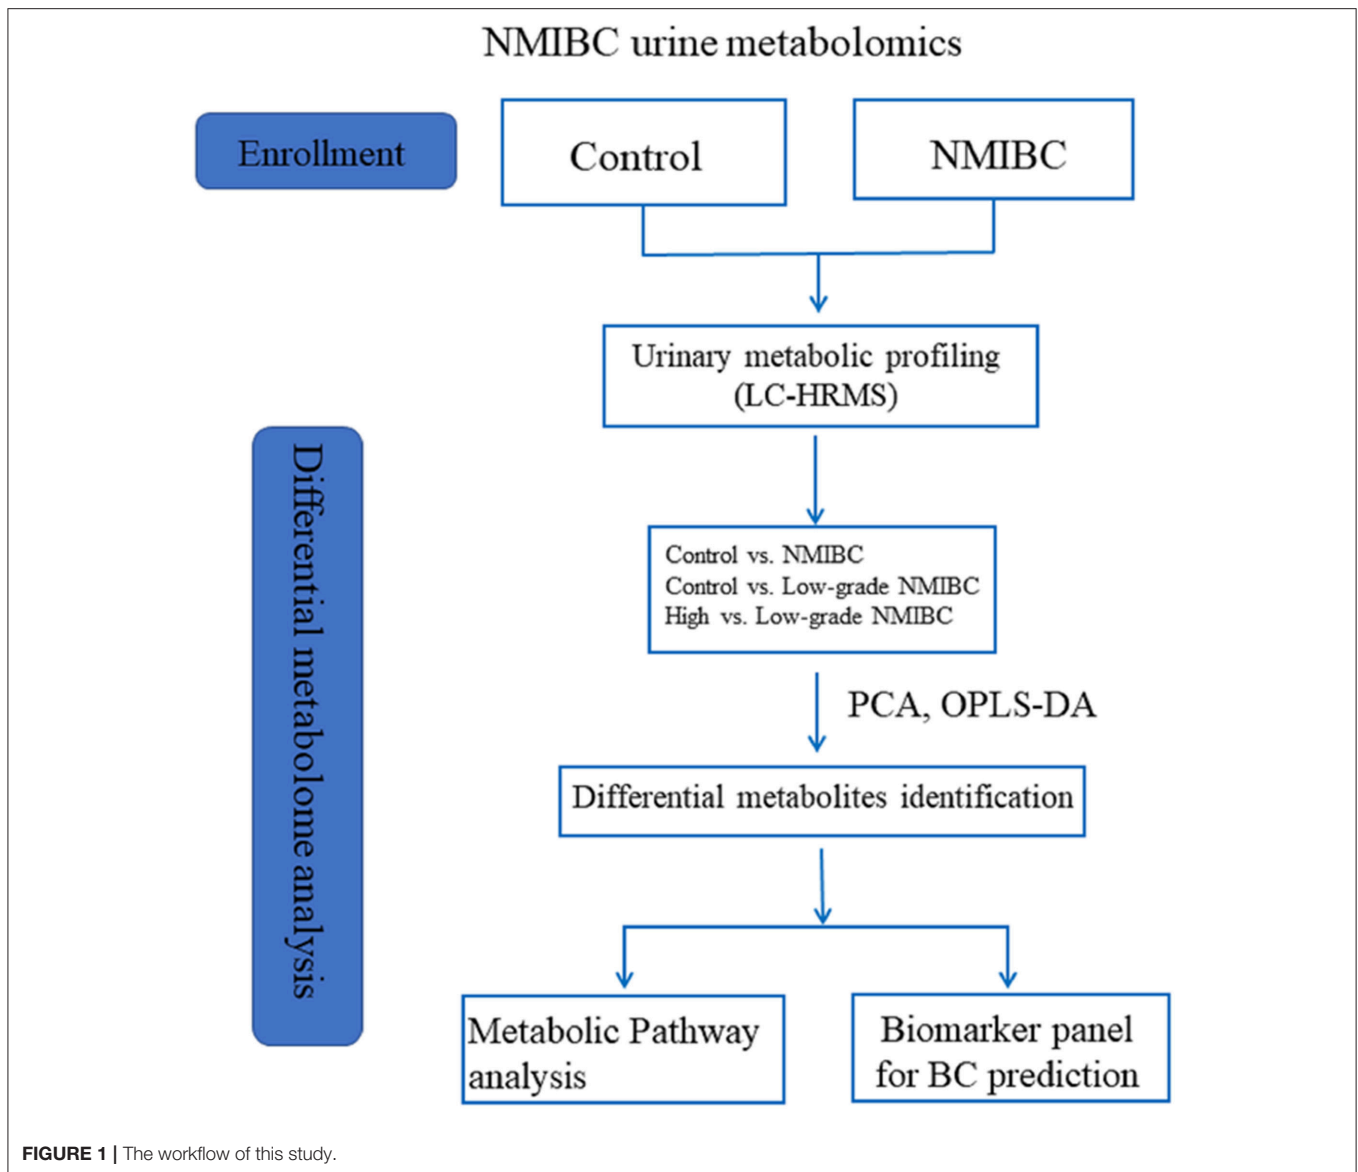 NMIBC urine metabolomics
Enrollment
Control
NMIBC
Urinary metabolic profiling
(LC-HRMS)
Differential metabolome analysis
Control vs. NMIBC
Control vs. Low-grade NMIBC
High vs. Low-grade NMIBC
PCA, OPLS-DA
Differential metabolites identification
Metabolic Pathway
analysis
Biomarker panel
for BC prediction
FIGURE 1 | The workflow of this study.